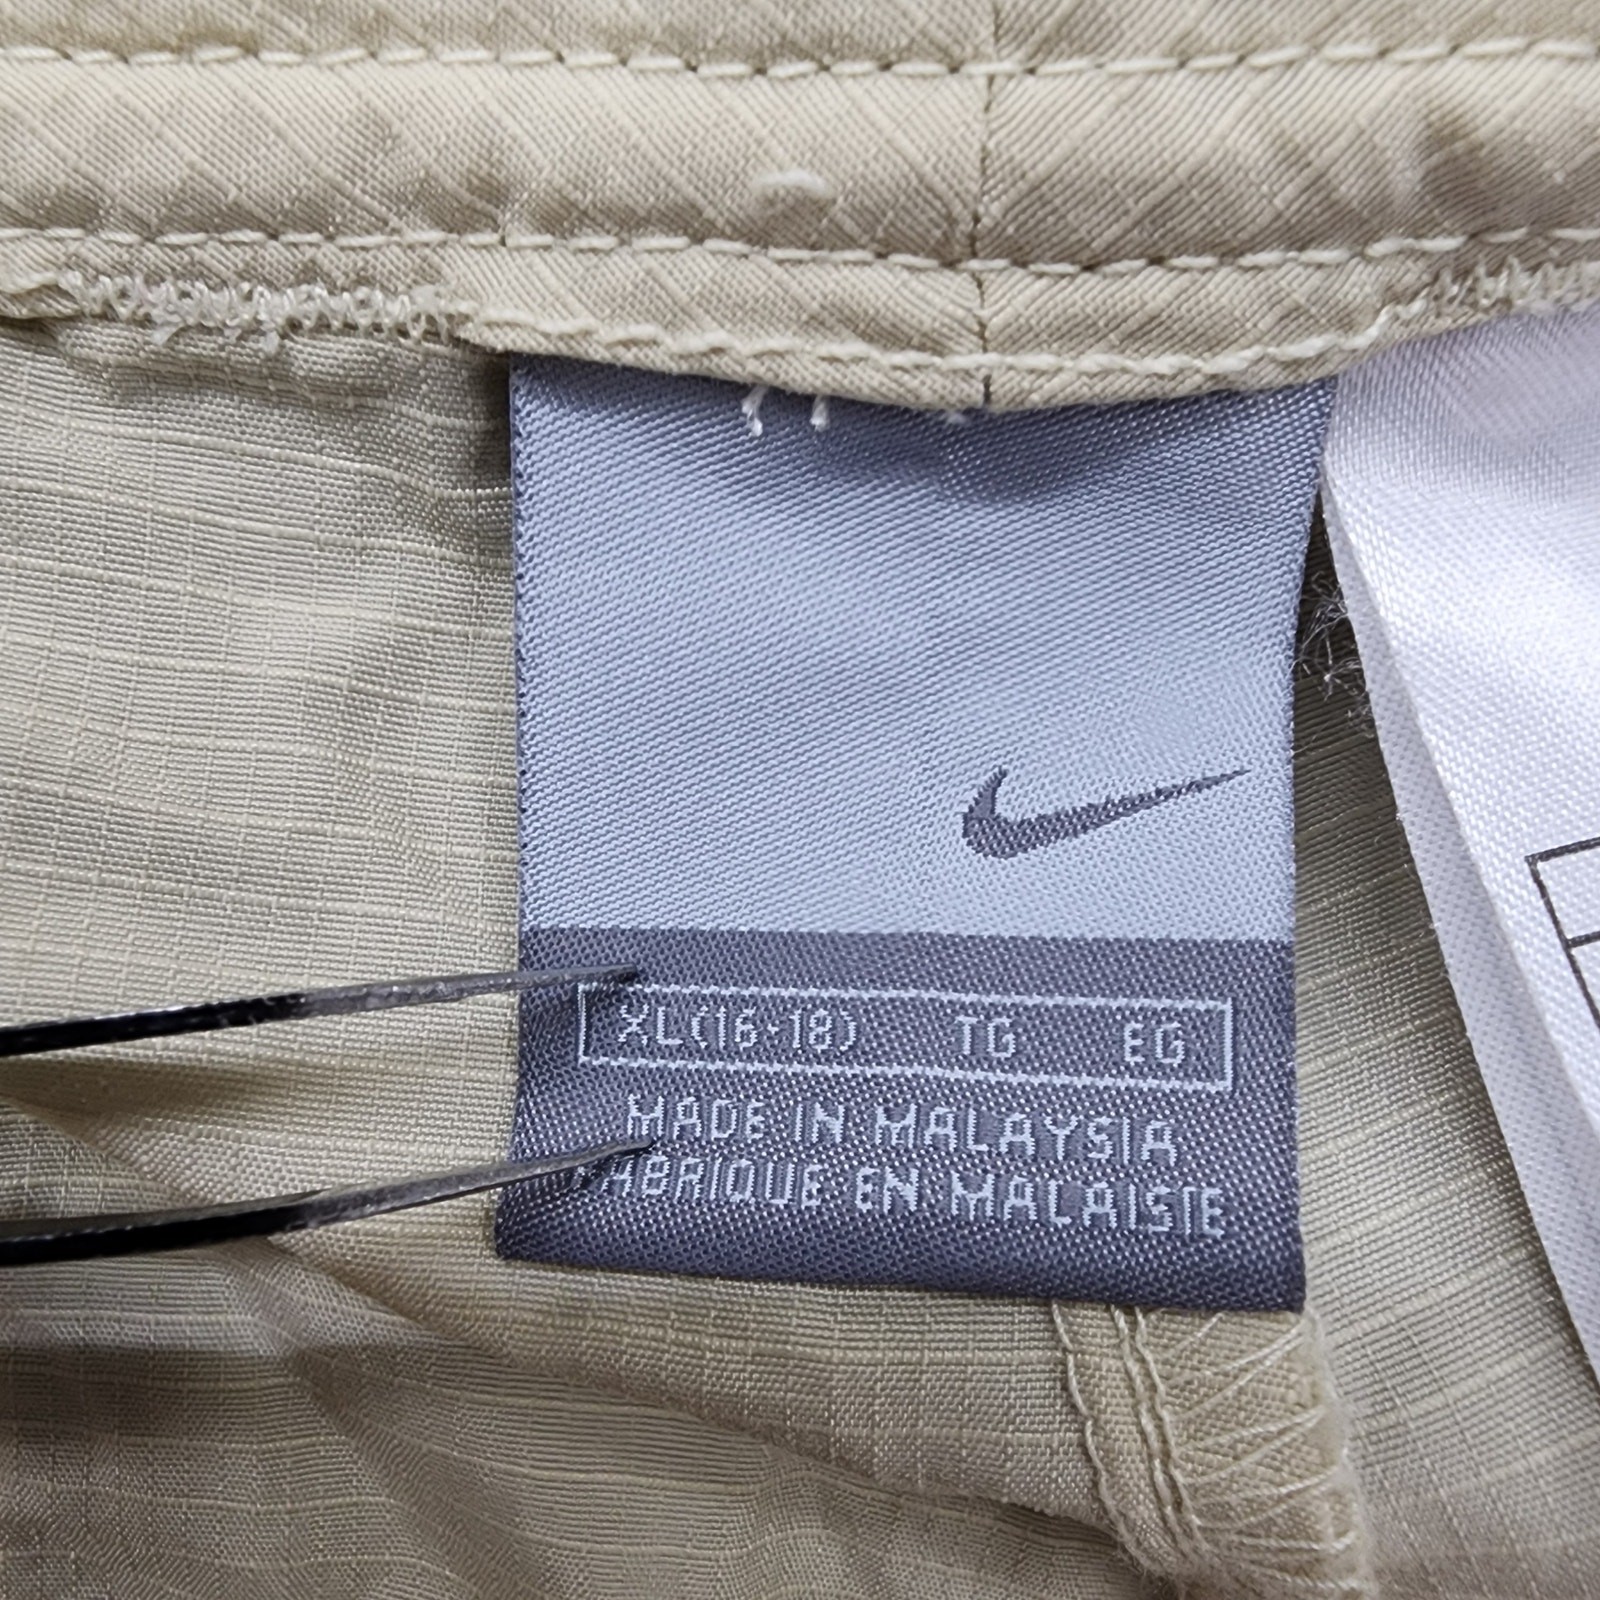 XL(16-18) TG EG
MADE IN MALAYSIA
FABRIQUE EN MALAISIE